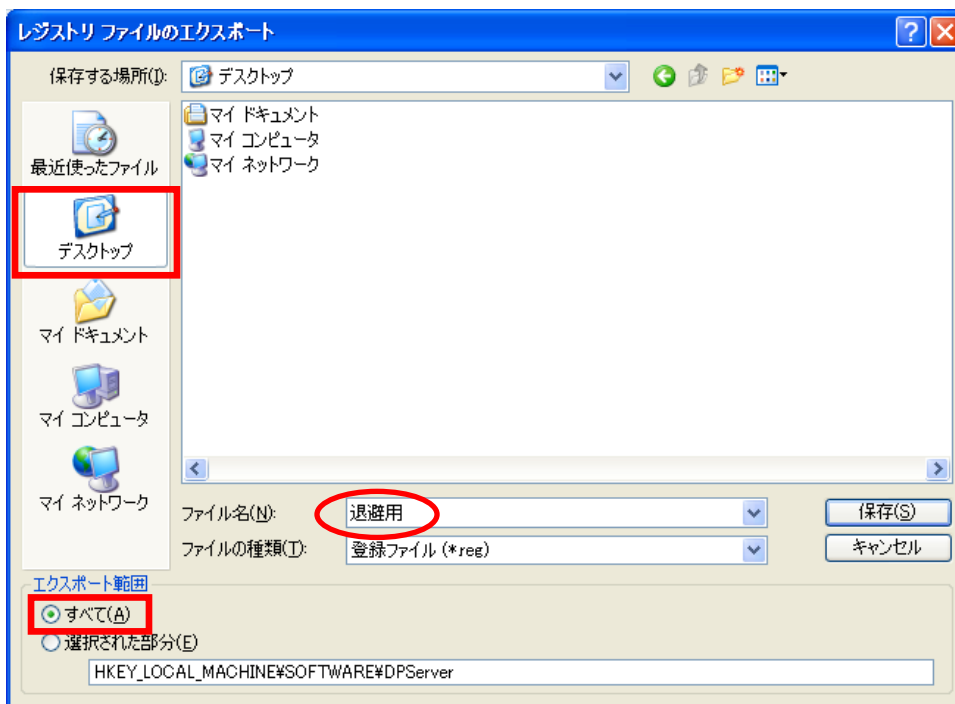 レジストリ ファイルのエクスポート
保存する場所(I):
デスクトップ
マイ ドキュメント
マイ コンピュータ
マイ ネットワーク
最近使ったファイル
デスクトップ
マイ ドキュメント
マイ コンピュータ
マイ ネットワーク
ファイル名(N):
退避用
保存(S)
ファイルの種類(T):
登録ファイル (*reg)
キャンセル
エクスポート範囲
すべて(A)
選択された部分(E)
HKEY_LOCAL_MACHINE¥SOFTWARE¥DPServer